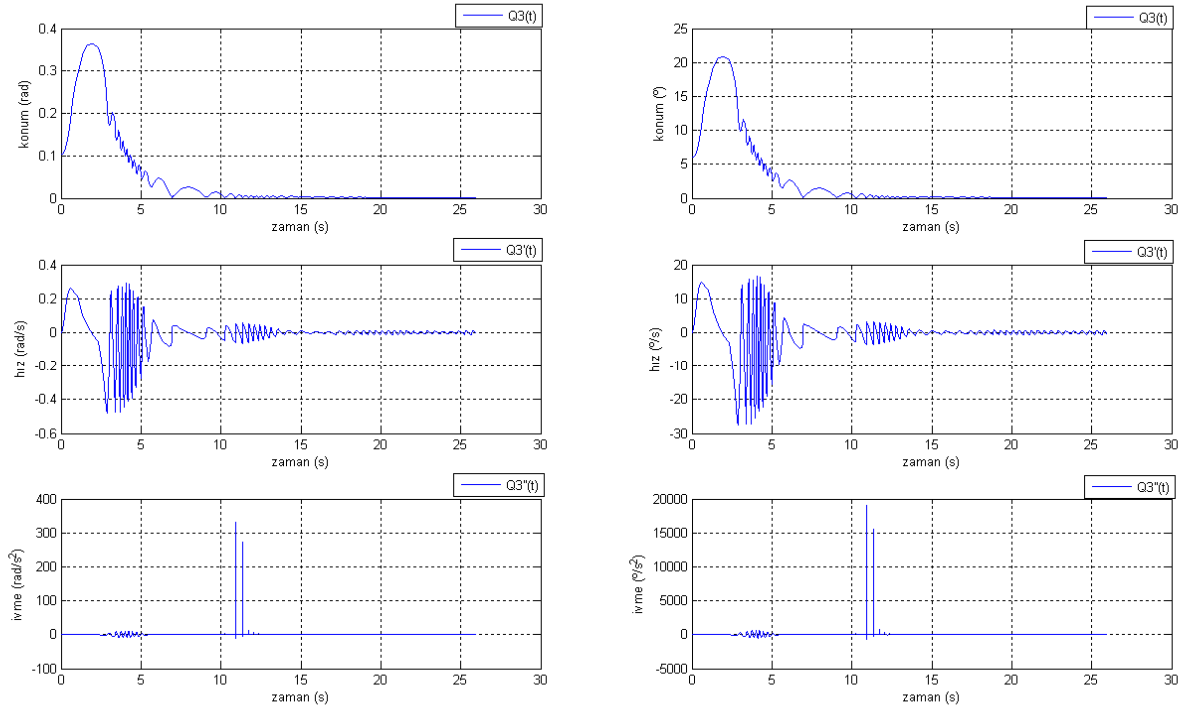 Q3(t)
konum (rad)
0.4
0.3
0.2
0.1
0
0 5 10 15 20 25 30
zaman (s)
Q3(t)
konum (º)
25
20
15
10
5
0
0 5 10 15 20 25 30
zaman (s)
Q3'(t)
hız (rad/s)
0.4
0.2
0
-0.2
-0.4
-0.6
0 5 10 15 20 25 30
zaman (s)
Q3'(t)
hız (º/s)
20
10
0
-10
-20
-30
0 5 10 15 20 25 30
zaman (s)
Q3''(t)
ivme (rad/s²)
400
300
200
100
0
-100
0 5 10 15 20 25 30
zaman (s)
Q3''(t)
ivme (º/s²)
20000
15000
10000
5000
0
-5000
0 5 10 15 20 25 30
zaman (s)